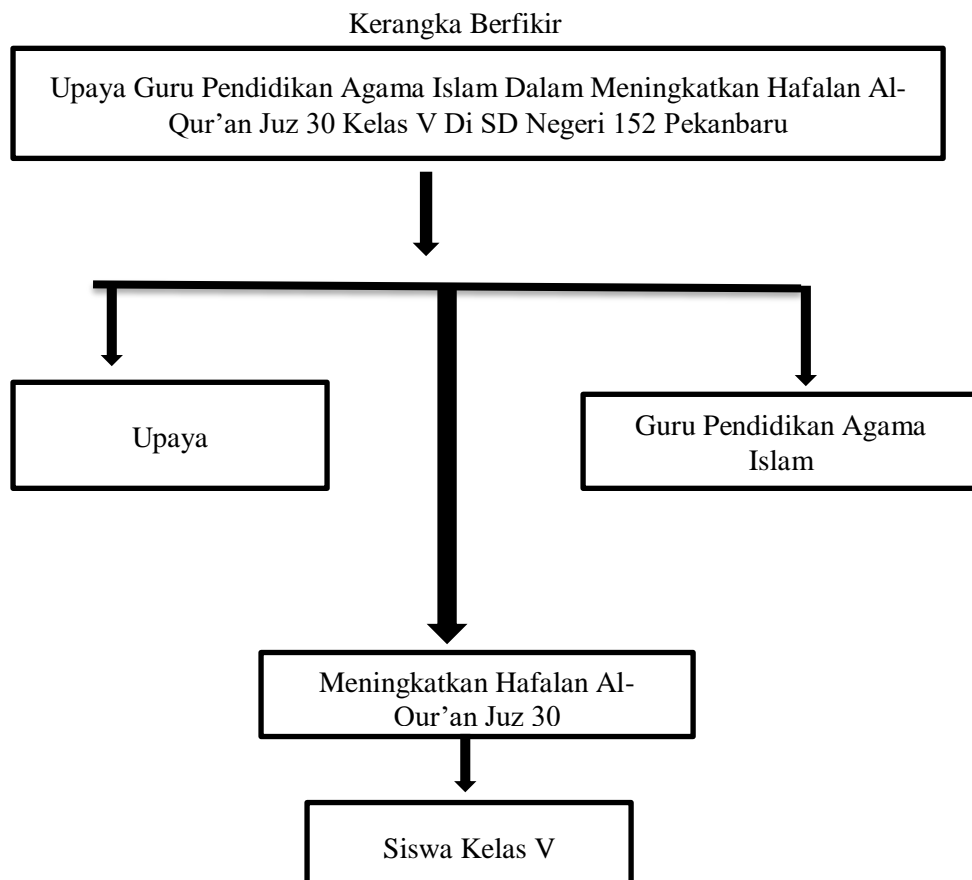 Kerangka Berfikir
Upaya Guru Pendidikan Agama Islam Dalam Meningkatkan Hafalan Al-
Qur’an Juz 30 Kelas V Di SD Negeri 152 Pekanbaru
Upaya
Guru Pendidikan Agama
Islam
Meningkatkan Hafalan Al-
Qur’an Juz 30
Siswa Kelas V